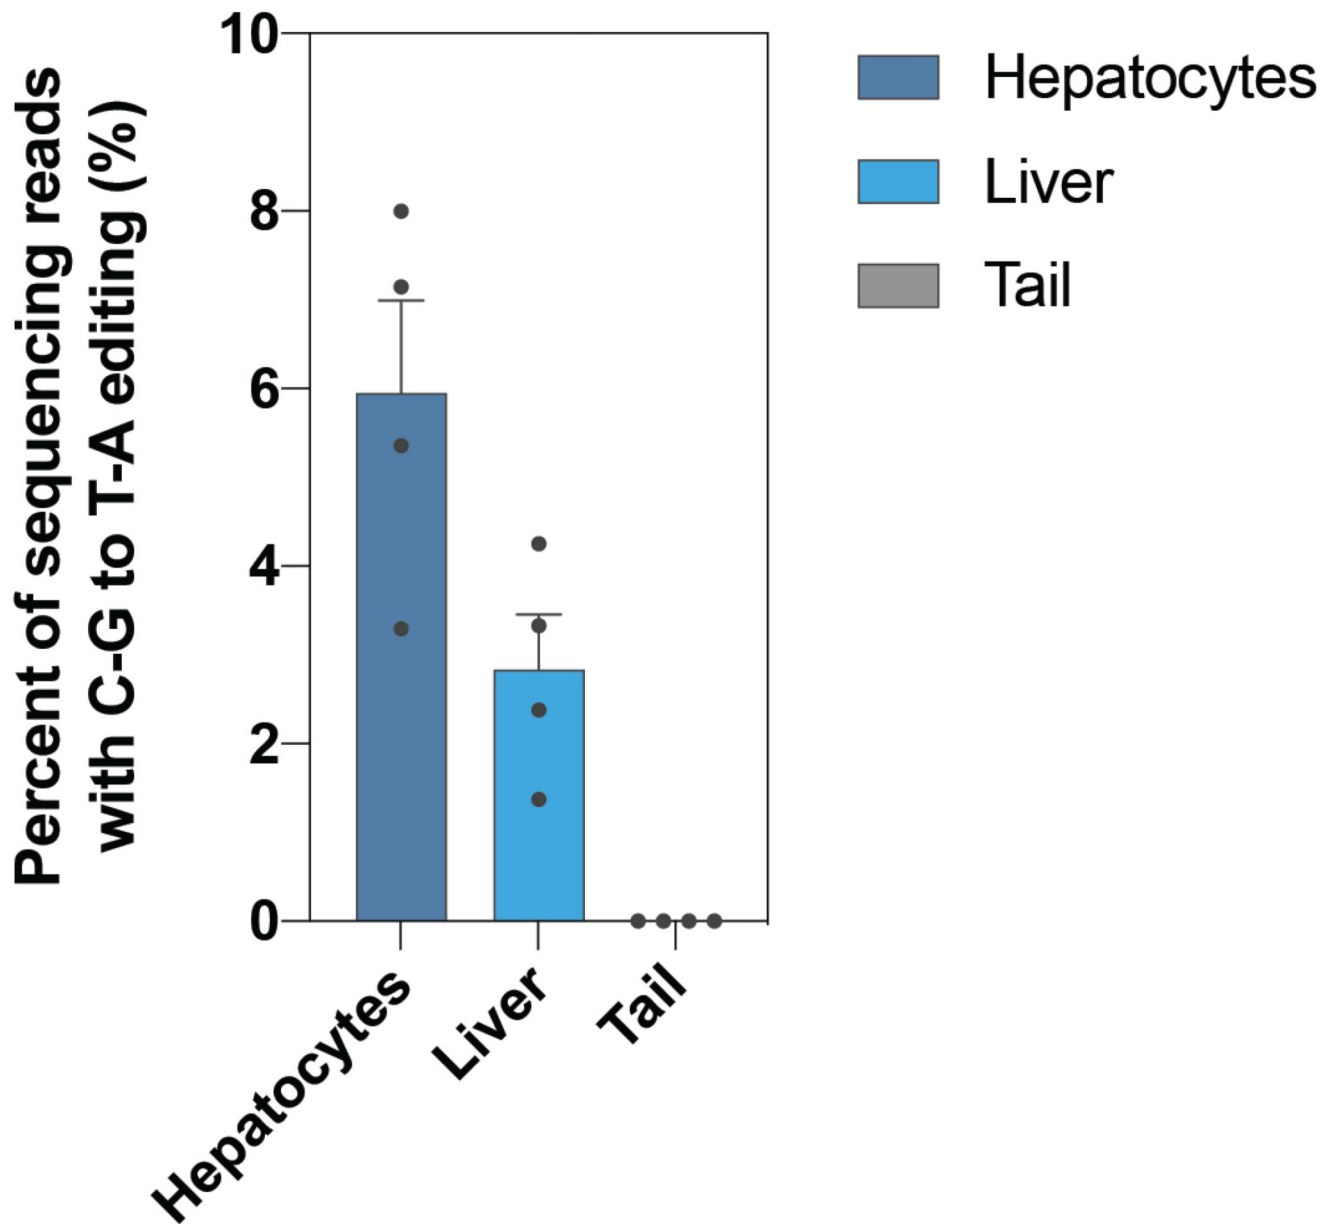 Percent of sequencing reads
with C-G to T-A editing (%)
10
8
6
4
2
0
Hepatocytes
Liver
Tail
Hepatocytes
Liver
Tail